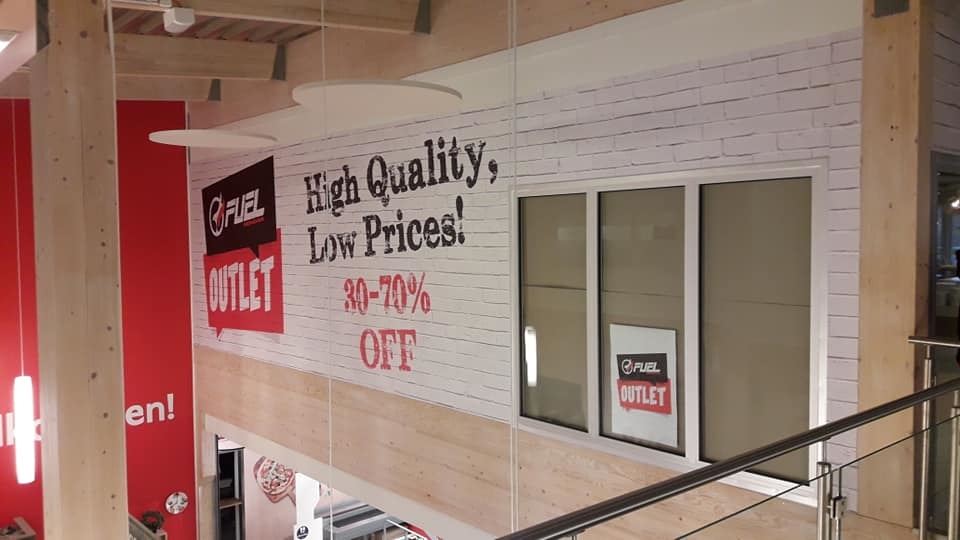 FUEL
OUTLET
High Quality,
Low Prices!
30-70%
OFF
FUEL
OUTLET
en!